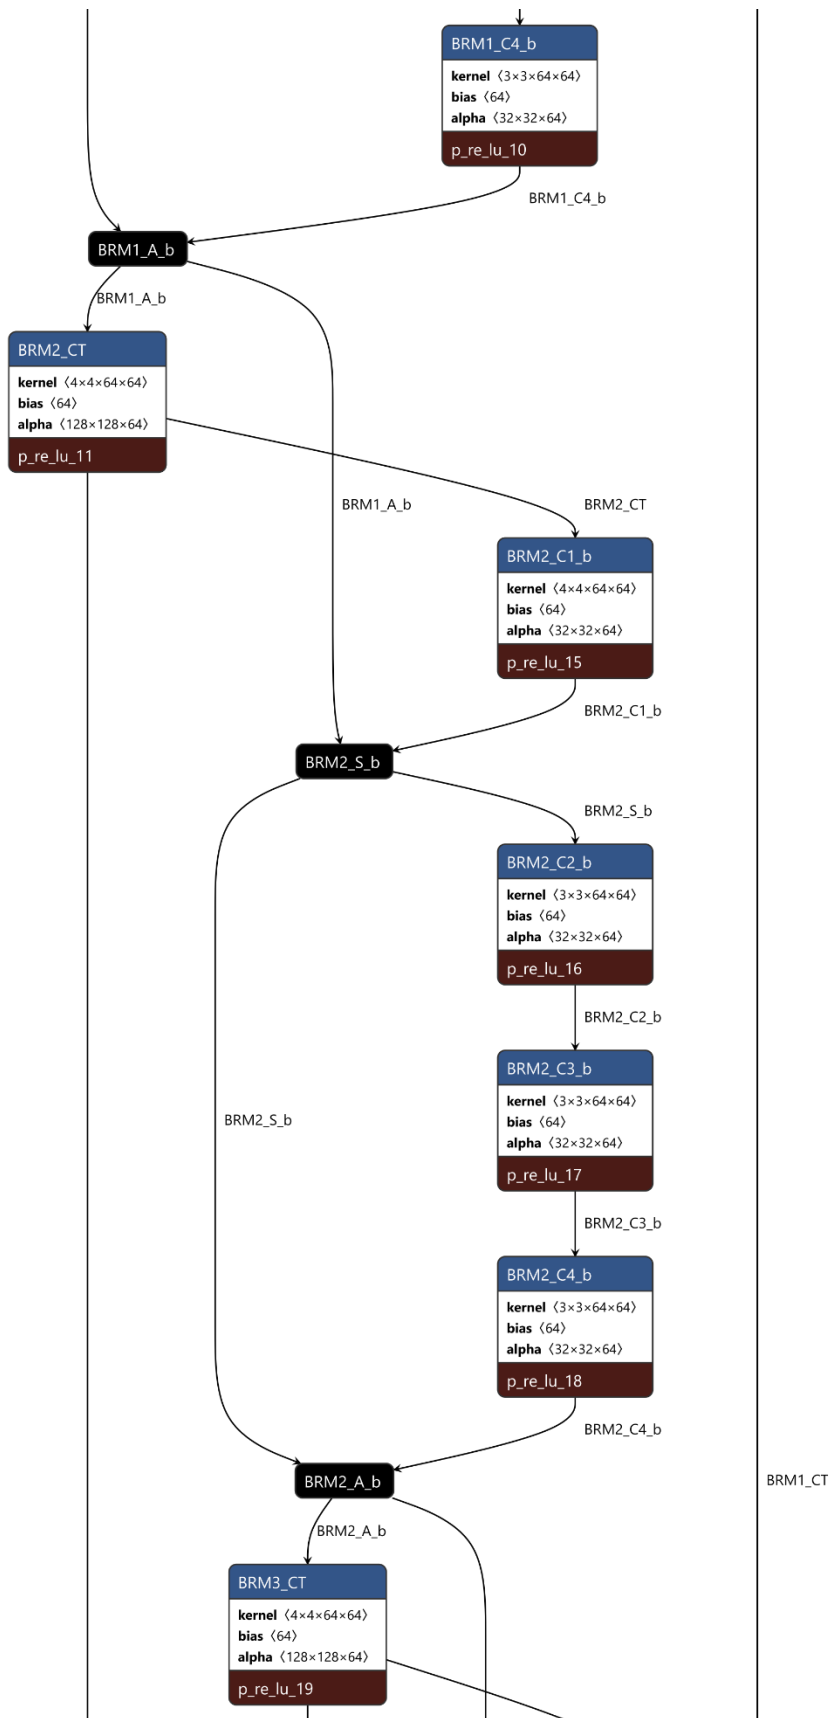 BRM1_C4_b
kernel 〈3×3×64×64〉
bias 〈64〉
alpha 〈32×32×64〉
p_re_lu_10
BRM1_C4_b
BRM1_A_b
BRM1_A_b
BRM2_CT
kernel 〈4×4×64×64〉
bias 〈64〉
alpha 〈128×128×64〉
p_re_lu_11
BRM1_A_b
BRM2_CT
BRM2_C1_b
kernel 〈4×4×64×64〉
bias 〈64〉
alpha 〈32×32×64〉
p_re_lu_15
BRM2_C1_b
BRM2_S_b
BRM2_S_b
BRM2_C2_b
kernel 〈3×3×64×64〉
bias 〈64〉
alpha 〈32×32×64〉
p_re_lu_16
BRM2_C2_b
BRM2_C3_b
kernel 〈3×3×64×64〉
bias 〈64〉
alpha 〈32×32×64〉
p_re_lu_17
BRM2_S_b
BRM2_C3_b
BRM2_C4_b
kernel 〈3×3×64×64〉
bias 〈64〉
alpha 〈32×32×64〉
p_re_lu_18
BRM2_C4_b
BRM2_A_b
BRM1_CT
BRM2_A_b
BRM3_CT
kernel 〈4×4×64×64〉
bias 〈64〉
alpha 〈128×128×64〉
p_re_lu_19